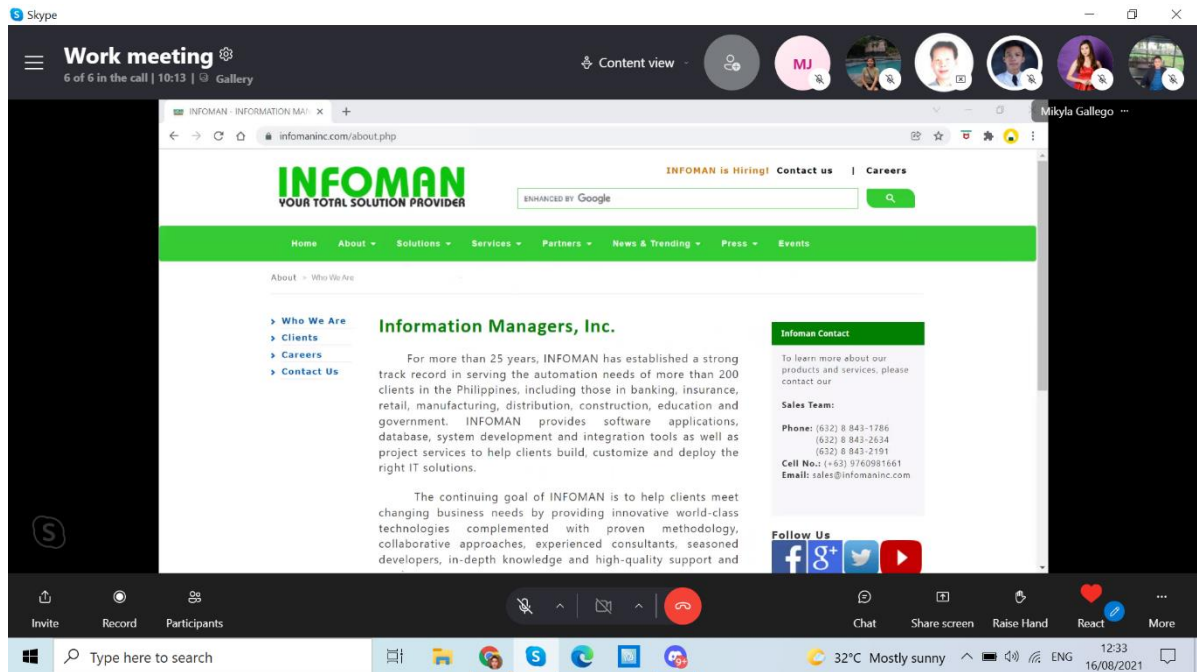 Skype
Work meeting
6 of 6 in the call | 10:13 | Gallery
Content view
MJ
INFOMAN - INFORMATION MA
Mikyla Gallego ...
infomaninc.com/about.php
INFOMAN
YOUR TOTAL SOLUTION PROVIDER
INFOMAN is Hiring! Contact us | Careers
ENHANCED BY Google
Home About Solutions Services Partners News & Trending Press Events
About » Who We Are
Who We Are
Clients
Careers
Contact Us
Information Managers, Inc.
For more than 25 years, INFOMAN has established a strong
track record in serving the automation needs of more than 200
clients in the Philippines, including those in banking, insurance,
retail, manufacturing, distribution, construction, education and
government. INFOMAN provides software applications,
database, system development and integration tools as well as
project services to help clients build, customize and deploy the
right IT solutions.
The continuing goal of INFOMAN is to help clients meet
changing business needs by providing innovative world-class
technologies complemented with proven methodology,
collaborative approaches, experienced consultants, seasoned
developers, in-depth knowledge and high-quality support and
Infoman Contact
To learn more about our
products and services, please
contact our
Sales Team:
Phone: (632) 8 843-1786
(632) 8 843-2634
(632) 8 843-2191
Cell No.: (+63) 9760981661
Email: sales@infomaninc.com
Follow Us
Invite Record Participants Chat Share screen Raise Hand React More
Type here to search
32°C Mostly sunny ENG 12:33
16/08/2021